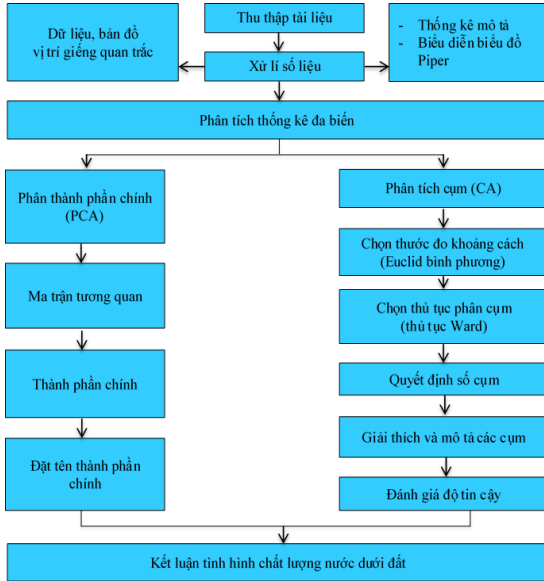 Thu thập tài liệu
Dữ liệu, bản đồ
vị trí giếng quan trắc
Xử lí số liệu
- Thống kê mô tả
- Biểu diễn biểu đồ
Piper
Phân tích thống kê đa biến
Phân thành phần chính
(PCA)
Ma trận tương quan
Thành phần chính
Đặt tên thành phần
chính
Phân tích cụm (CA)
Chọn thước đo khoảng cách
(Euclid bình phương)
Chọn thủ tục phân cụm
(thủ tục Ward)
Quyết định số cụm
Giải thích và mô tả các cụm
Đánh giá độ tin cậy
Kết luận tình hình chất lượng nước dưới đất